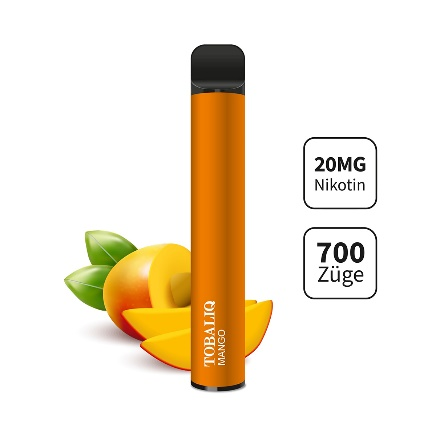 20MG
Nikotin
700
Züge
TOBALIQ
MANGO